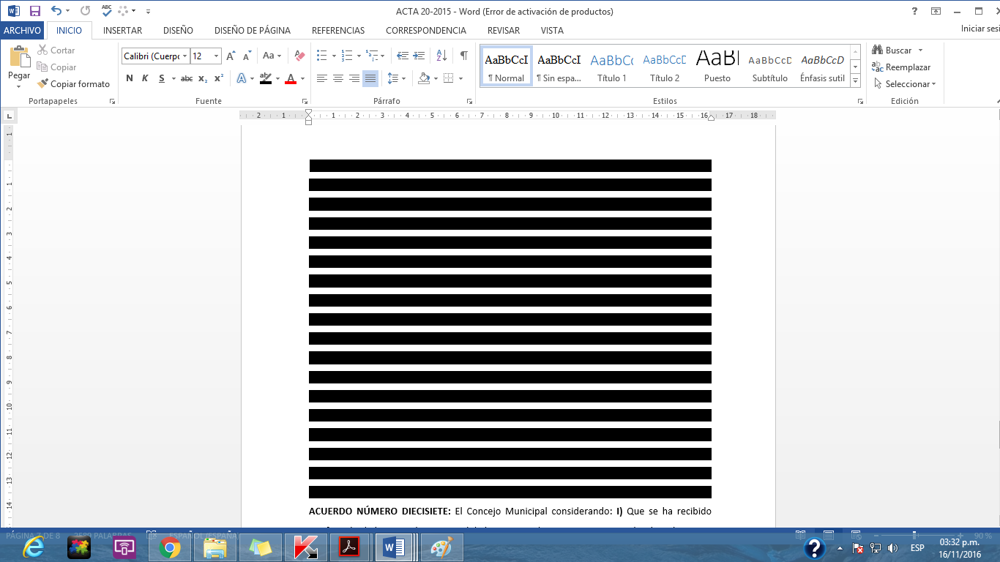 ACTA 20-2015 - Word (Error de activación de productos)
ARCHIVO INICIO INSERTAR DISEÑO DISEÑO DE PÁGINA REFERENCIAS CORRESPONDENCIA REVISAR VISTA Iniciar sesi
Pegar
Cortar
Copiar
Copiar formato
Portapapeles
Calibri (Cuerpo 12
N K S abc x₂ x²
Fuente
Párrafo
AaBbCcI AaBbCcI AaBbCc AaBbCcD AaBl AaBbCcD AaBbCcD
¶ Normal ¶ Sin espa... Título 1 Título 2 Puesto Subtítulo Énfasis sutil
Estilos
Buscar
Reemplazar
Seleccionar
Edición
2 1 1 2 3 4 5 6 7 8 9 10 11 12 13 14 15 16 17 18
1
1
2
3
4
5
6
7
8
9
10
11
12
13
14
ACUERDO NÚMERO DIECISIETE: El Concejo Municipal considerando: I) Que se ha recibido
PÁGINA 7 DE 8 3589 PALABRAS ESPAÑOL (ESPAÑA) 90 %
ESP
03:32 p.m.
16/11/2016